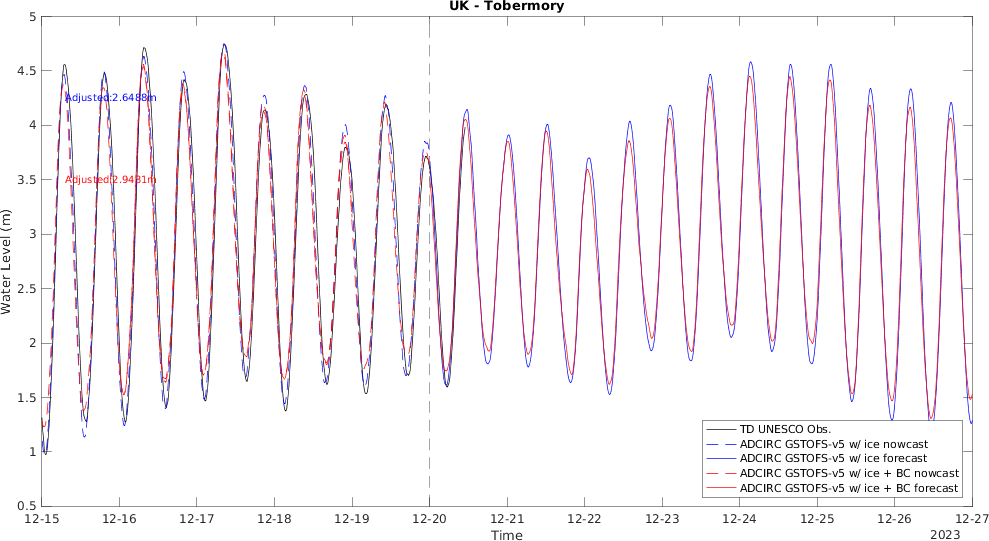 UK - Tobermory
5
4.5
4
3.5
3
2.5
2
1.5
1
0.5
Water Level (m)
Adjusted:2.6488m
Adjusted:2.9431m
TD UNESCO Obs.
ADCIRC GSTOFS-v5 w/ ice nowcast
ADCIRC GSTOFS-v5 w/ ice forecast
ADCIRC GSTOFS-v5 w/ ice + BC nowcast
ADCIRC GSTOFS-v5 w/ ice + BC forecast
12-15 12-16 12-17 12-18 12-19 12-20 12-21 12-22 12-23 12-24 12-25 12-26 12-27
Time
2023